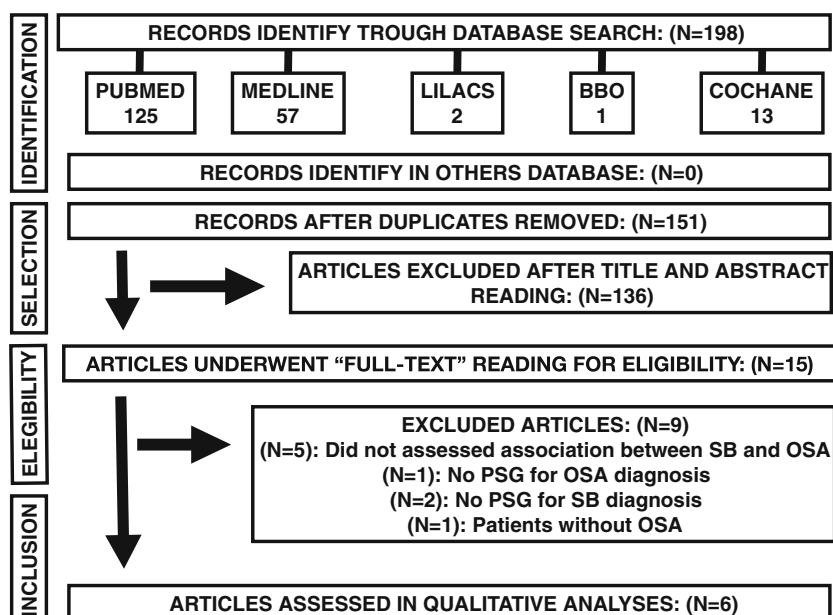 IDENTIFICATION
RECORDS IDENTIFY TROUGH DATABASE SEARCH: (N=198)
PUBMED
125
MEDLINE
57
LILACS
2
BBO
1
COCHANE
13
RECORDS IDENTIFY IN OTHERS DATABASE: (N=0)
SELECTION
RECORDS AFTER DUPLICATES REMOVED: (N=151)
ARTICLES EXCLUDED AFTER TITLE AND ABSTRACT
READING: (N=136)
ELEGIBILITY
ARTICLES UNDERWENT “FULL-TEXT” READING FOR ELIGIBILITY: (N=15)
EXCLUDED ARTICLES: (N=9)
(N=5): Did not assessed association between SB and OSA
(N=1): No PSG for OSA diagnosis
(N=2): No PSG for SB diagnosis
(N=1): Patients without OSA
INCLUSION
ARTICLES ASSESSED IN QUALITATIVE ANALYSES: (N=6)